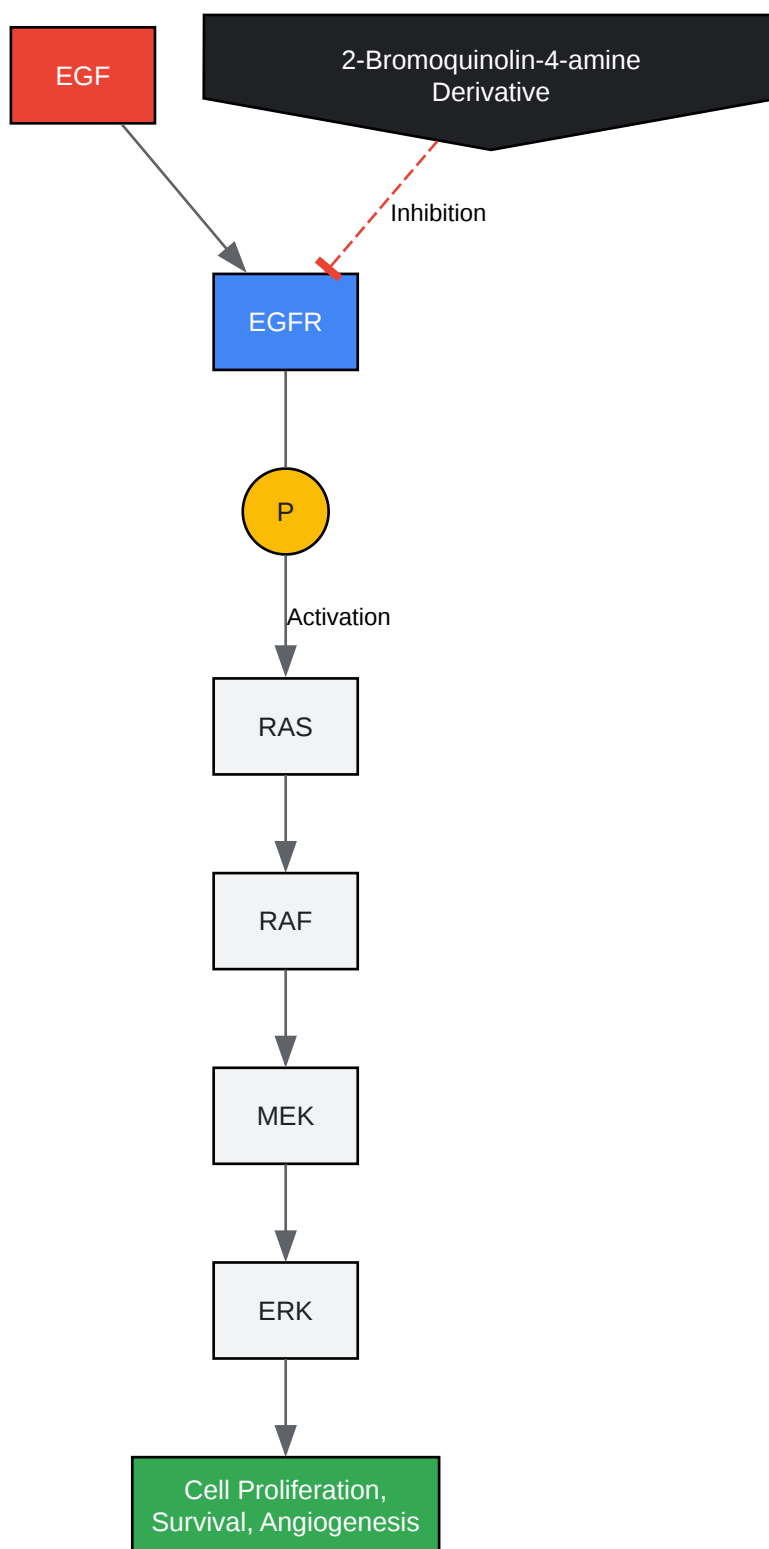 EGF
2-Bromoquinolin-4-amine
Derivative
Inhibition
EGFR
P
Activation
RAS
RAF
MEK
ERK
Cell Proliferation,
Survival, Angiogenesis